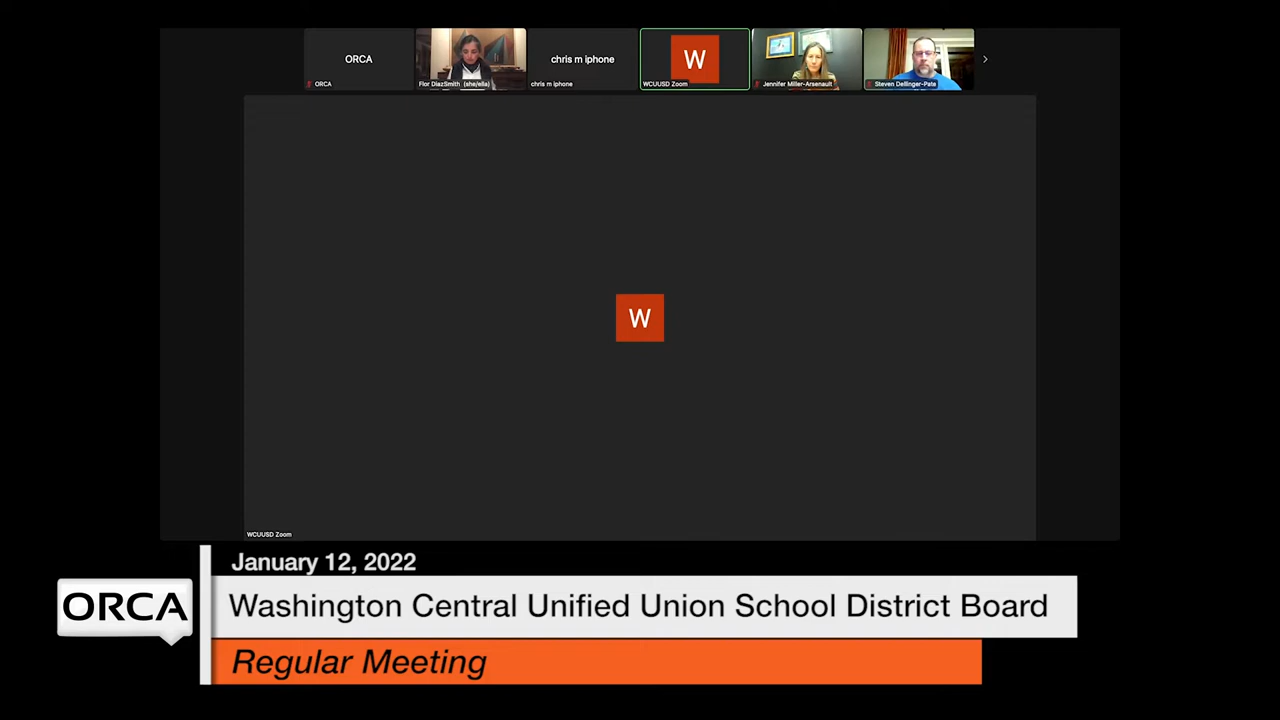 ORCA
ORCA
Flor DiazSmith (she/ella)
chris m iphone
chris m iphone
W
WCUUSD Zoom
Jennifer Miller-Arsenault
Steven Dellinger-Pate
W
WCUUSD Zoom
January 12, 2022
ORCA
Washington Central Unified Union School District Board
Regular Meeting